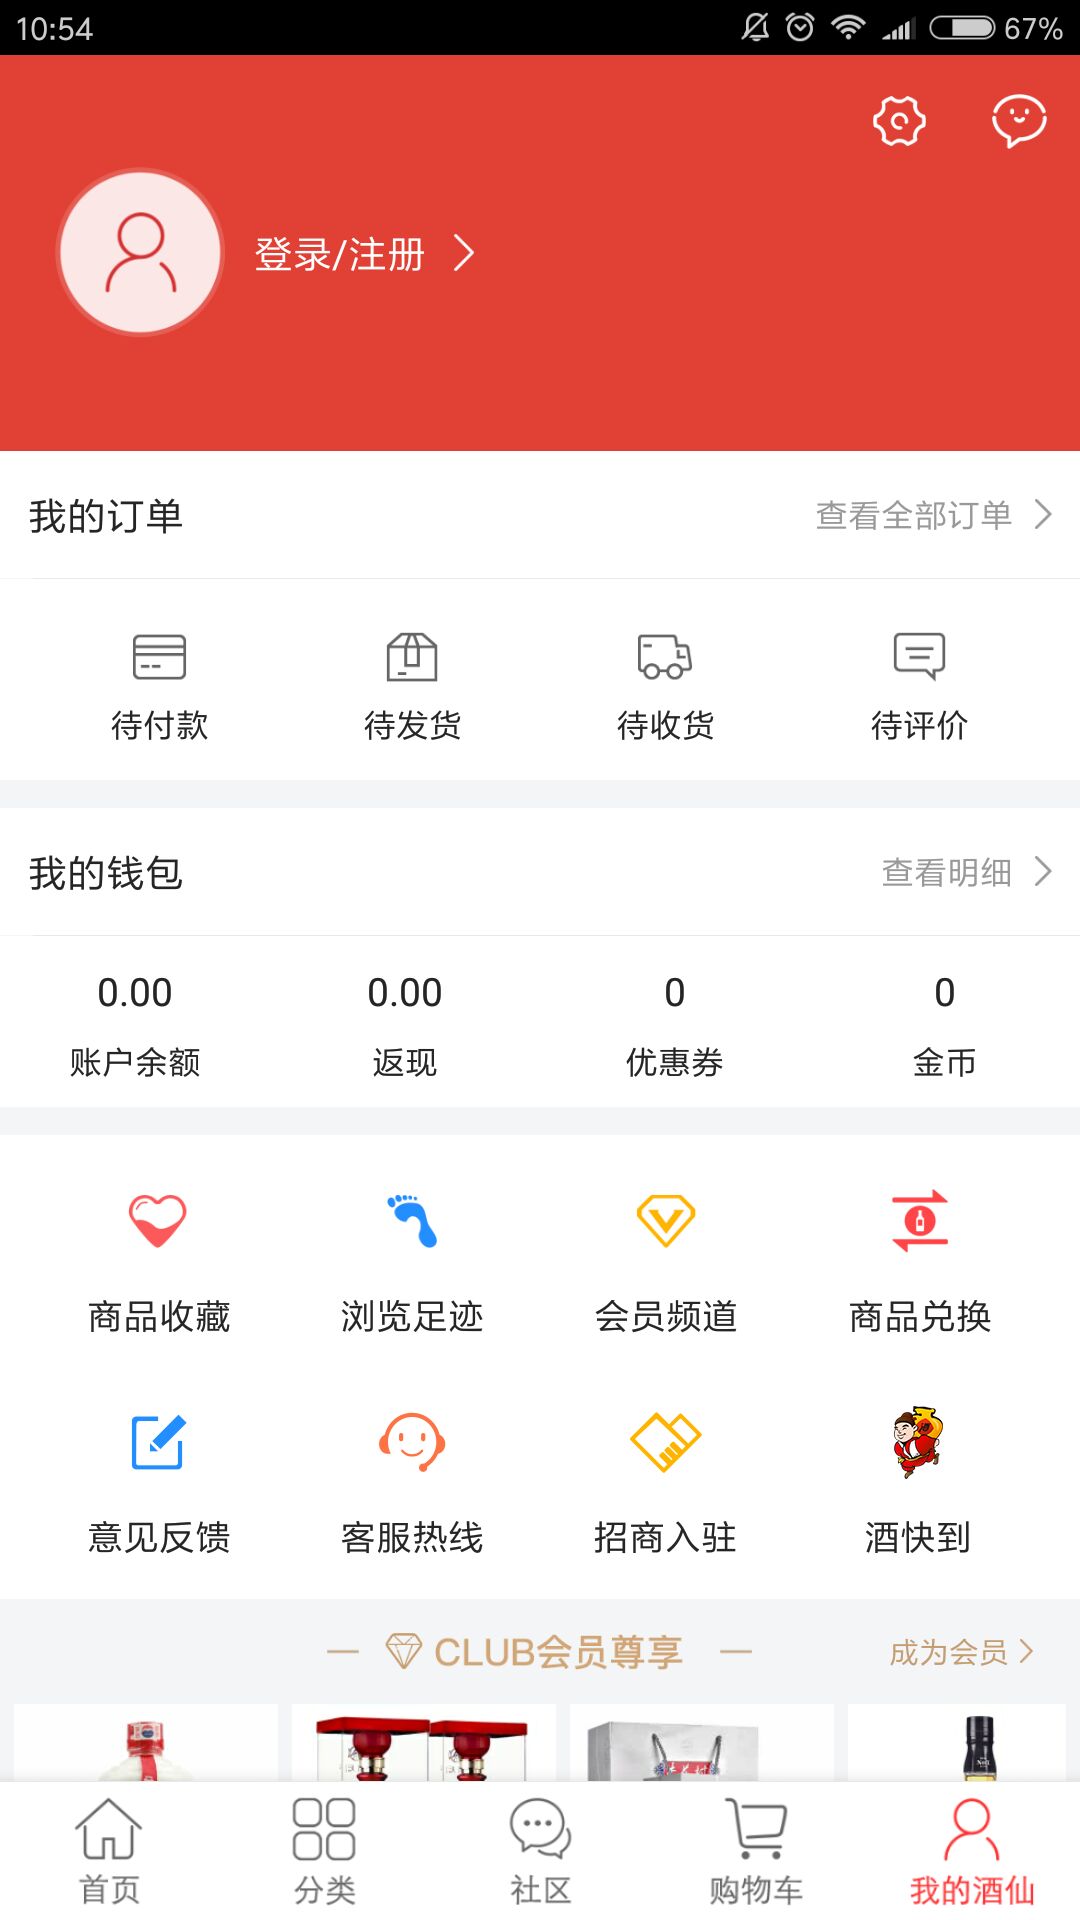 10:54
67%
登录/注册
我的订单
查看全部订单
待付款
待发货
待收货
待评价
我的钱包
查看明细
0.00
0.00
0
0
账户余额
返现
优惠券
金币
商品收藏
浏览足迹
会员频道
商品兑换
意见反馈
客服热线
招商入驻
酒快到
CLUB会员尊享
成为会员
首页
分类
社区
购物车
我的酒仙